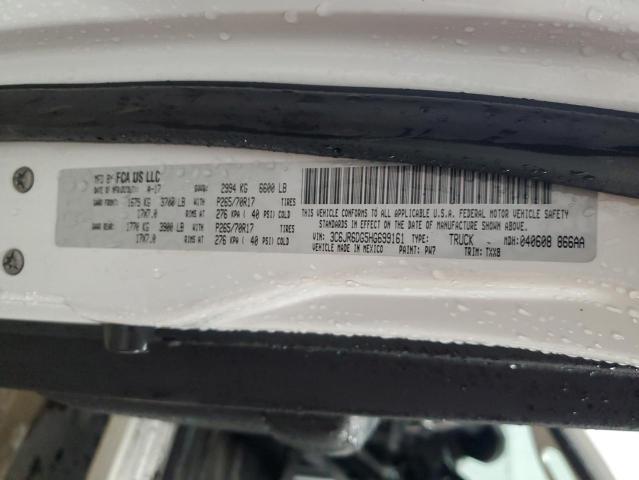 MFD BY: FCA US LLC
DATE OF MFR: 4-17 GVWR: 2994 KG 6600 LB
GAWR FRONT: 1675 KG 3700 LB WITH P265/70R17 TIRES
17X7.0 RIMS AT 276 KPA ( 40 PSI) COLD
GAWR REAR: 1770 KG 3900 LB WITH P265/70R17 TIRES
17X7.0 RIMS AT 276 KPA ( 40 PSI) COLD
THIS VEHICLE CONFORMS TO ALL APPLICABLE U.S.A. FEDERAL MOTOR VEHICLE SAFETY
STANDARDS IN EFFECT ON THE DATE OF MANUFACTURE SHOWN ABOVE.
VIN: 3C6JR6DG5HG699161 TYPE: TRUCK MDH: 040608 866AA
VEHICLE MADE IN MEXICO PAINT: PW7 TRIM: TXX8